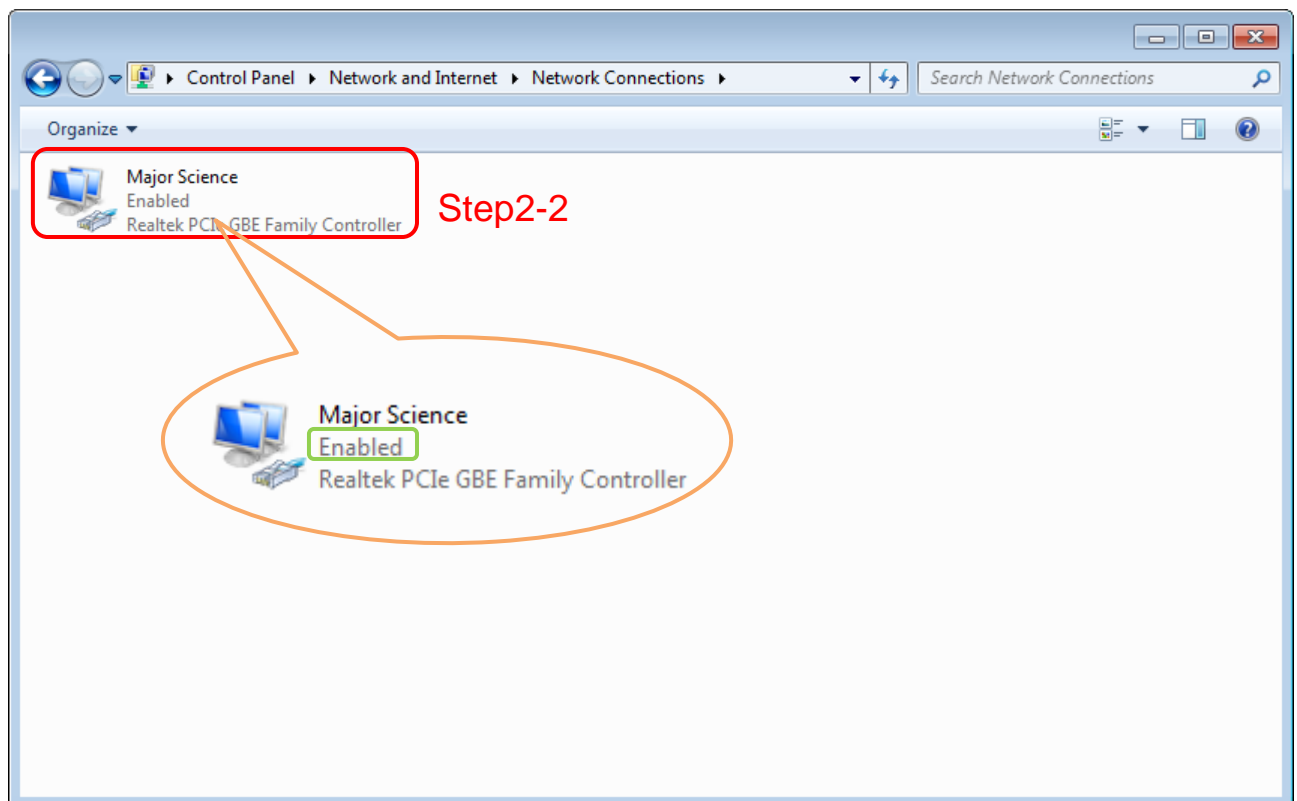 Control Panel ▸ Network and Internet ▸ Network Connections ▸
Search Network Connections
Organize
Major Science
Enabled
Realtek PCIe GBE Family Controller
Step2-2
Major Science
Enabled
Realtek PCIe GBE Family Controller